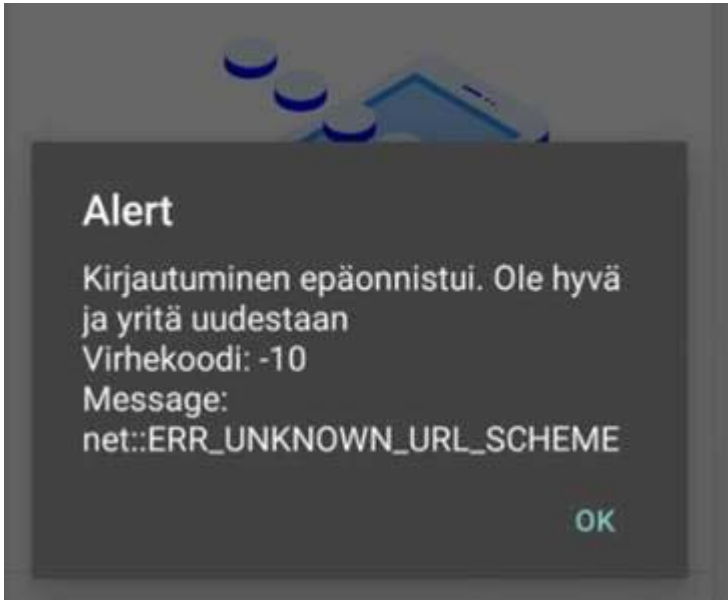 Alert
Kirjautuminen epäonnistui. Ole hyvä
ja yritä uudestaan
Virhekoodi: -10
Message:
net::ERR_UNKNOWN_URL_SCHEME
OK